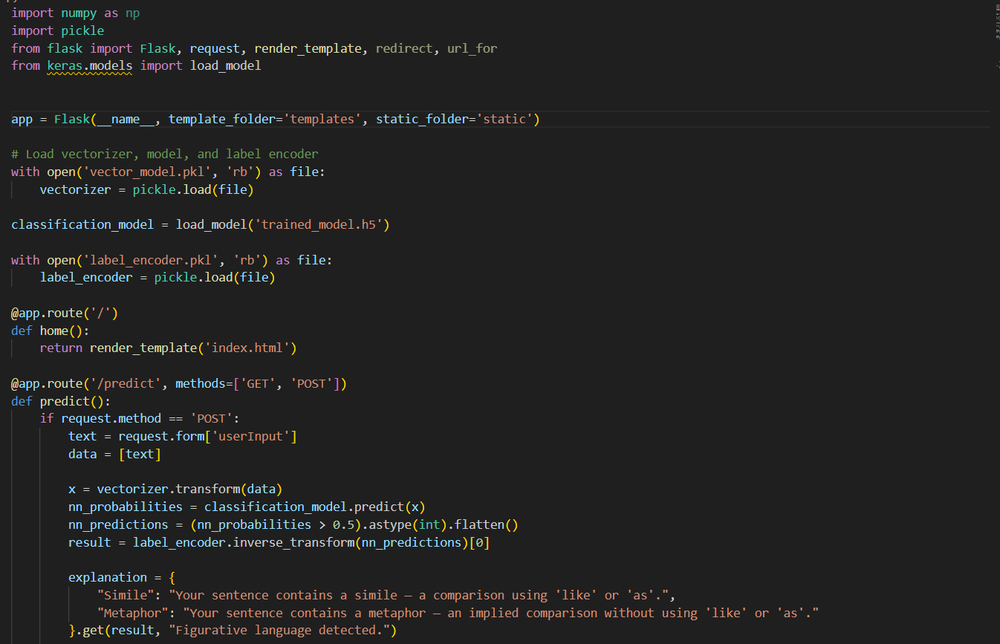 import numpy as np
import pickle
from flask import Flask, request, render_template, redirect, url_for
from keras.models import load_model
app = Flask(__name__, template_folder='templates', static_folder='static')
# Load vectorizer, model, and label encoder
with open('vector_model.pkl', 'rb') as file:
    vectorizer = pickle.load(file)
classification_model = load_model('trained_model.h5')
with open('label_encoder.pkl', 'rb') as file:
    label_encoder = pickle.load(file)
@app.route('/')
def home():
    return render_template('index.html')
@app.route('/predict', methods=['GET', 'POST'])
def predict():
    if request.method == 'POST':
        text = request.form['userInput']
        data = [text]
        x = vectorizer.transform(data)
        nn_probabilities = classification_model.predict(x)
        nn_predictions = (nn_probabilities > 0.5).astype(int).flatten()
        result = label_encoder.inverse_transform(nn_predictions)[0]
        explanation = {
            "Simile": "Your sentence contains a simile — a comparison using 'like' or 'as'.",
            "Metaphor": "Your sentence contains a metaphor — an implied comparison without using 'like' or 'as'."
        }.get(result, "Figurative language detected.")